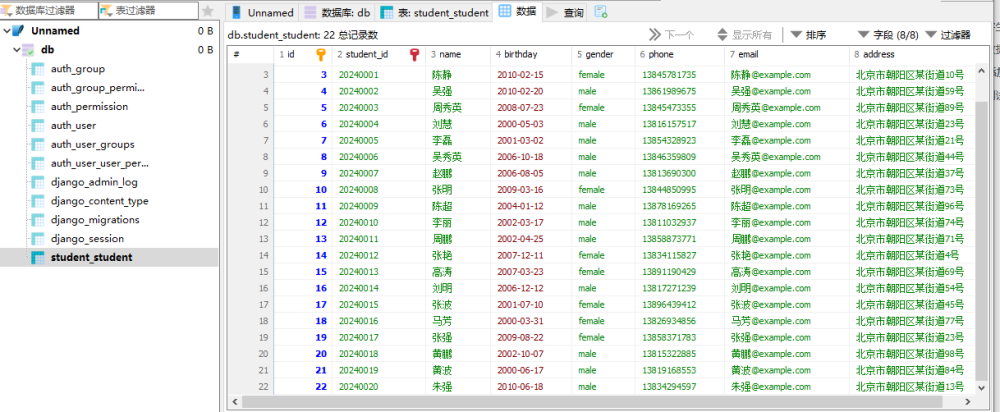 数据库过滤器 表过滤器
Unnamed 0 B
db 0 B
auth_group
auth_group_permi...
auth_permission
auth_user
auth_user_groups
auth_user_user_per...
django_admin_log
django_content_type
django_migrations
django_session
student_student
Unnamed 数据库: db 表: student_student 数据 查询
db.student_student: 22 总记录数 下一个 显示所有 排序 字段 (8/8) 过滤器
# 1 id 2 student_id 3 name 4 birthday 5 gender 6 phone 7 email 8 address
3 3 20240001 陈静 2010-02-15 female 13845781735 陈静@example.com 北京市朝阳区某街道10号
4 4 20240002 吴强 2010-02-20 male 13861989675 吴强@example.com 北京市朝阳区某街道59号
5 5 20240003 周秀英 2008-07-23 female 13845473355 周秀英@example.com 北京市朝阳区某街道89号
6 6 20240004 刘慧 2000-05-03 male 13816157517 刘慧@example.com 北京市朝阳区某街道23号
7 7 20240005 李磊 2001-03-02 male 13854328923 李磊@example.com 北京市朝阳区某街道21号
8 8 20240006 吴秀英 2006-10-18 male 13846359809 吴秀英@example.com 北京市朝阳区某街道44号
9 9 20240007 赵鹏 2006-08-05 male 13813690300 赵鹏@example.com 北京市朝阳区某街道37号
10 10 20240008 张明 2009-03-16 female 13844850995 张明@example.com 北京市朝阳区某街道73号
11 11 20240009 陈超 2004-01-12 male 13878169265 陈超@example.com 北京市朝阳区某街道96号
12 12 20240010 李丽 2002-03-17 male 13811032937 李丽@example.com 北京市朝阳区某街道74号
13 13 20240011 周鹏 2002-04-25 male 13858873771 周鹏@example.com 北京市朝阳区某街道71号
14 14 20240012 张艳 2007-12-11 female 13834115827 张艳@example.com 北京市朝阳区某街道4号
15 15 20240013 高涛 2007-03-23 female 13891190429 高涛@example.com 北京市朝阳区某街道69号
16 16 20240014 刘明 2006-12-12 male 13817271239 刘明@example.com 北京市朝阳区某街道54号
17 17 20240015 张波 2001-07-10 female 13896439412 张波@example.com 北京市朝阳区某街道45号
18 18 20240016 马芳 2000-03-31 female 13826934856 马芳@example.com 北京市朝阳区某街道77号
19 19 20240017 张强 2009-08-22 female 13858371783 张强@example.com 北京市朝阳区某街道23号
20 20 20240018 黄鹏 2002-10-07 male 13815322885 黄鹏@example.com 北京市朝阳区某街道98号
21 21 20240019 黄波 2000-06-17 male 13819168553 黄波@example.com 北京市朝阳区某街道84号
22 22 20240020 朱强 2010-06-18 male 13834294597 朱强@example.com 北京市朝阳区某街道13号